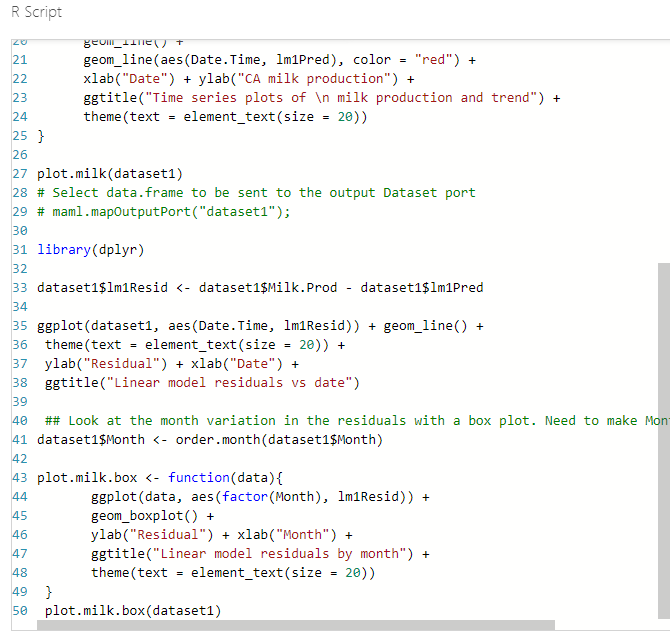 R Script
20 geom_line() +
21 geom_line(aes(Date.Time, lm1Pred), color = "red") +
22 xlab("Date") + ylab("CA milk production") +
23 ggtitle("Time series plots of \n milk production and trend") +
24 theme(text = element_text(size = 20))
25 }
26
27 plot.milk(dataset1)
28 # Select data.frame to be sent to the output Dataset port
29 # maml.mapOutputPort("dataset1");
30
31 library(dplyr)
32
33 dataset1$lm1Resid <- dataset1$Milk.Prod - dataset1$lm1Pred
34
35 ggplot(dataset1, aes(Date.Time, lm1Resid)) + geom_line() +
36 theme(text = element_text(size = 20)) +
37 ylab("Residual") + xlab("Date") +
38 ggtitle("Linear model residuals vs date")
39
40 ## Look at the month variation in the residuals with a box plot. Need to make Mon
41 dataset1$Month <- order.month(dataset1$Month)
42
43 plot.milk.box <- function(data){
44 ggplot(data, aes(factor(Month), lm1Resid)) +
45 geom_boxplot() +
46 ylab("Residual") + xlab("Month") +
47 ggtitle("Linear model residuals by month") +
48 theme(text = element_text(size = 20))
49 }
50 plot.milk.box(dataset1)